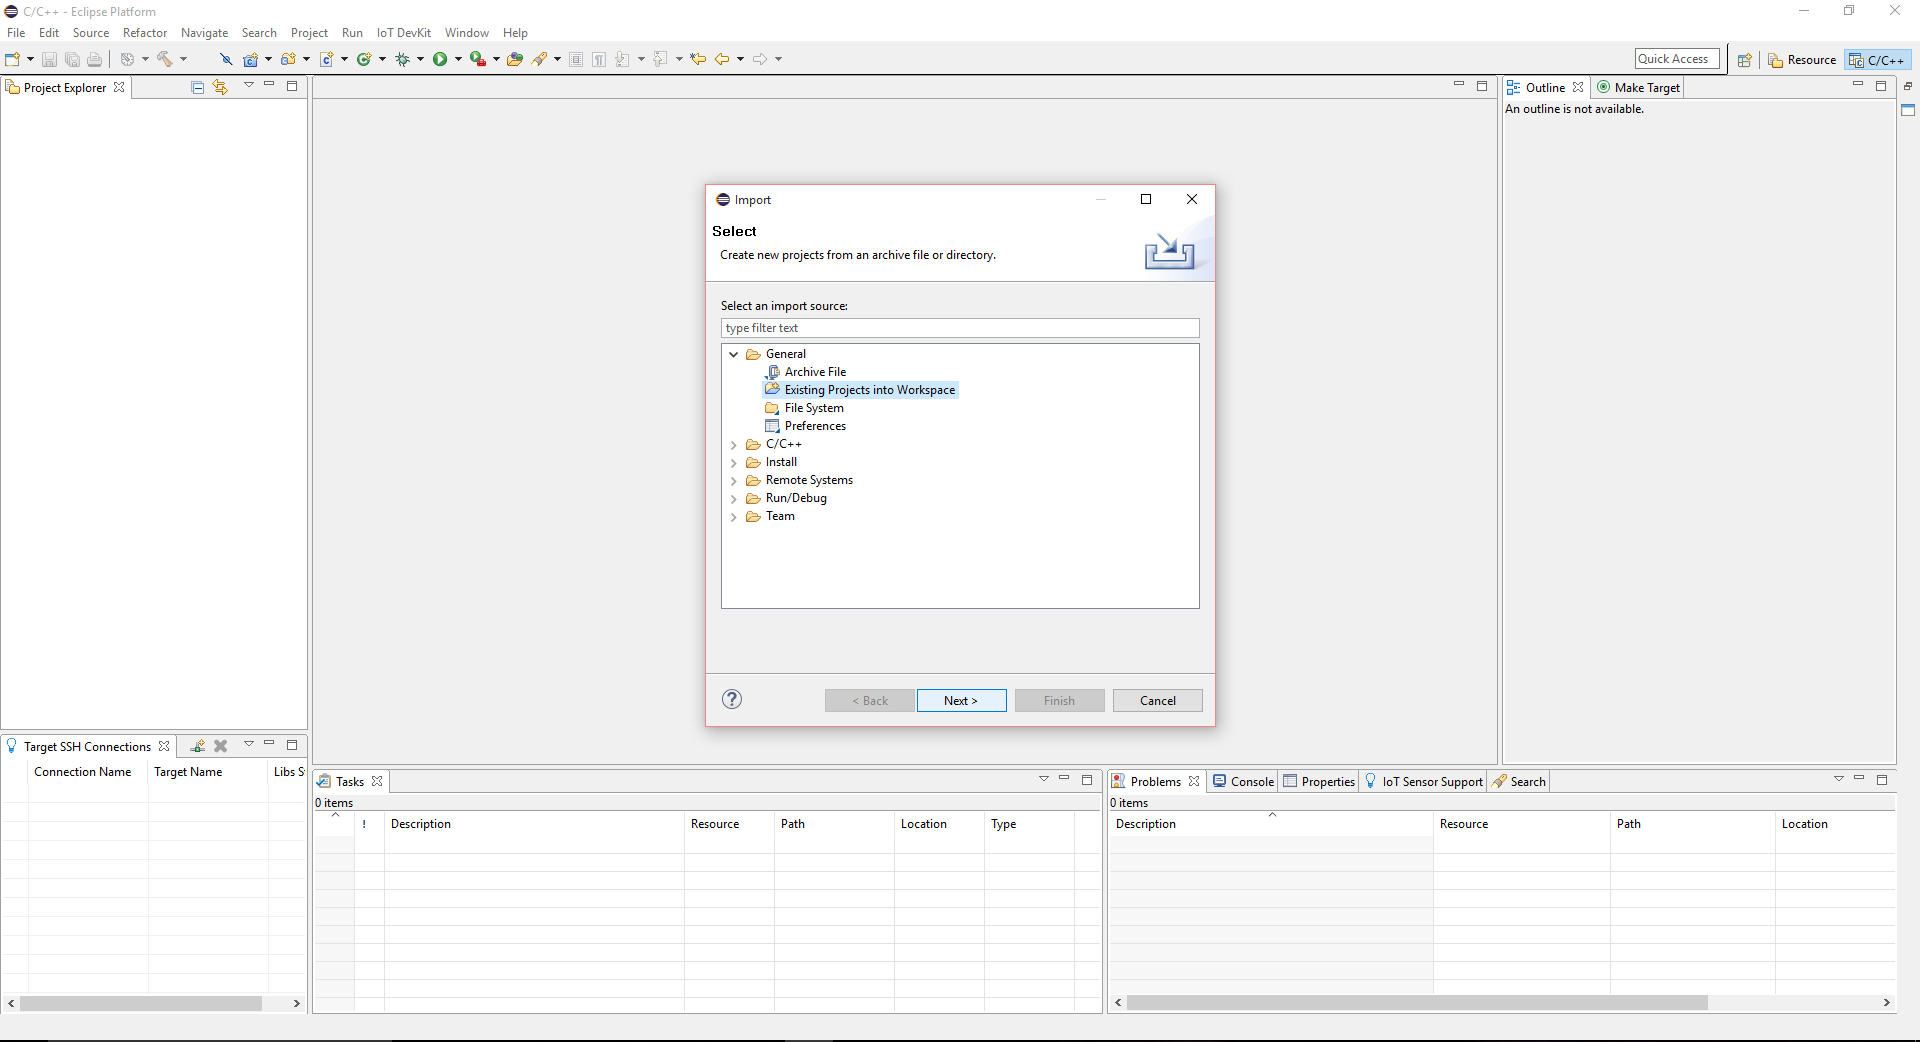 C/C++ - Eclipse Platform
File Edit Source Refactor Navigate Search Project Run IoT DevKit Window Help
Quick Access
Resource
C/C++
Project Explorer
Outline
Make Target
An outline is not available.
Import
Select
Create new projects from an archive file or directory.
Select an import source:
type filter text
General
Archive File
Existing Projects into Workspace
File System
Preferences
C/C++
Install
Remote Systems
Run/Debug
Team
?
< Back
Next >
Finish
Cancel
Target SSH Connections
Connection Name Target Name Libs S
Tasks
0 items
! Description Resource Path Location Type
Problems
Console
Properties
IoT Sensor Support
Search
0 items
Description Resource Path Location